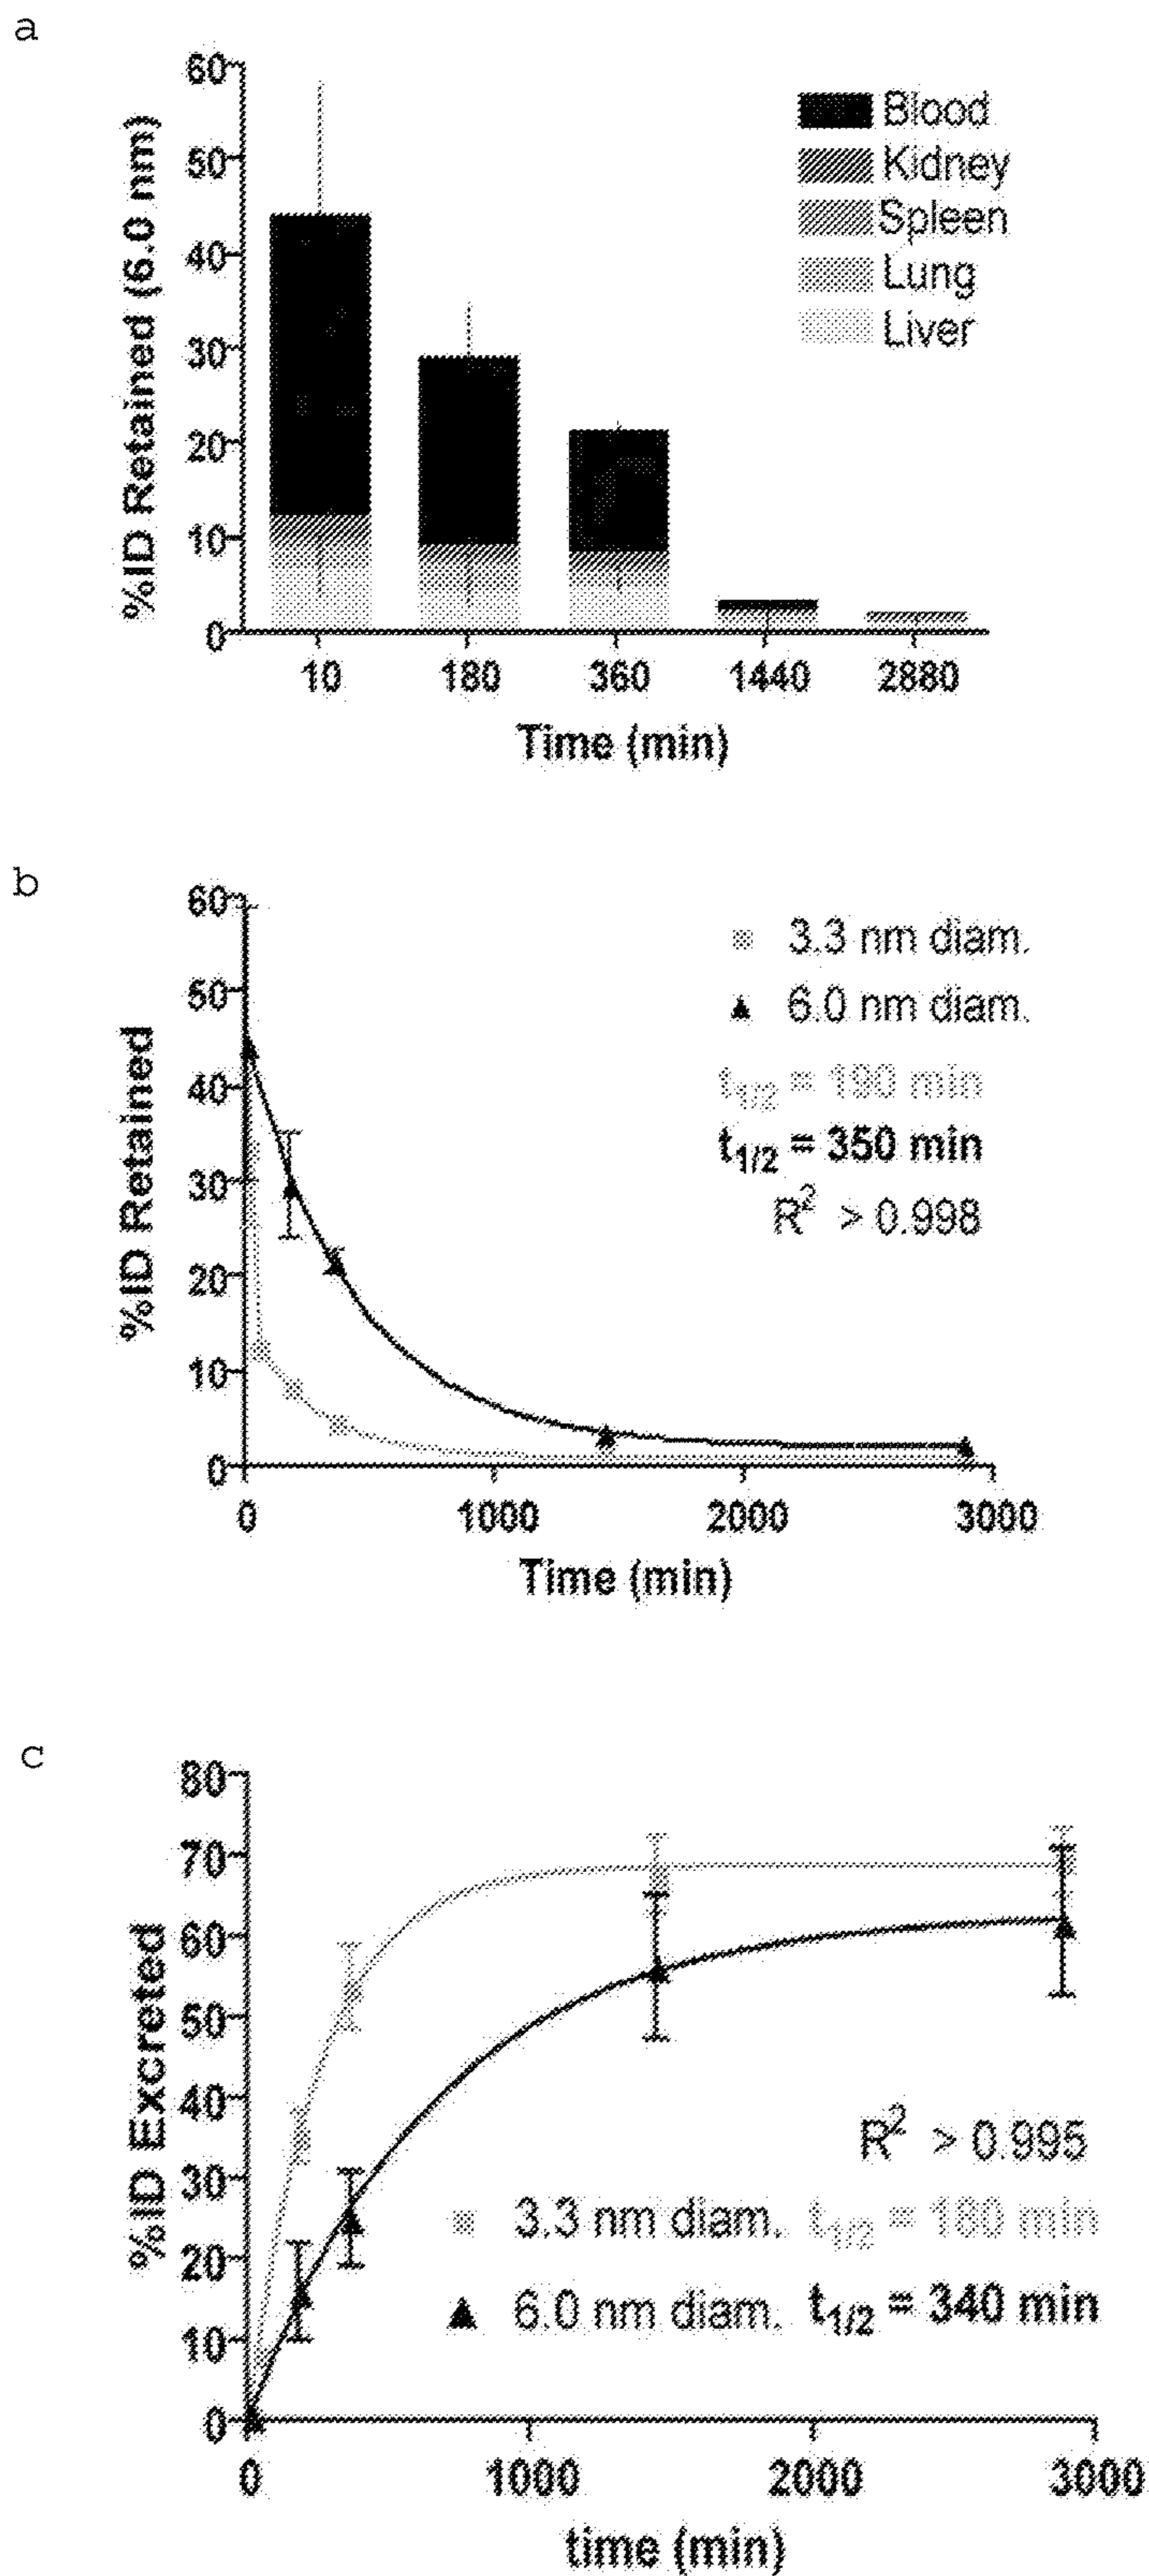 a
%ID Retained (6.0 nm)
60
50
40
30
20
10
0
Blood
Kidney
Spleen
Lung
Liver
10 180 360 1440 2880
Time (min)
b
%ID Retained
60
50
40
30
20
10
0
3.3 nm diam.
6.0 nm diam.
t1/2 = 190 min
t1/2 = 350 min
R² > 0.998
0 1000 2000 3000
Time (min)
c
%ID Excreted
80
70
60
50
40
30
20
10
0
R² > 0.995
3.3 nm diam. t1/2 = 180 min
6.0 nm diam. t1/2 = 340 min
0 1000 2000 3000
time (min)